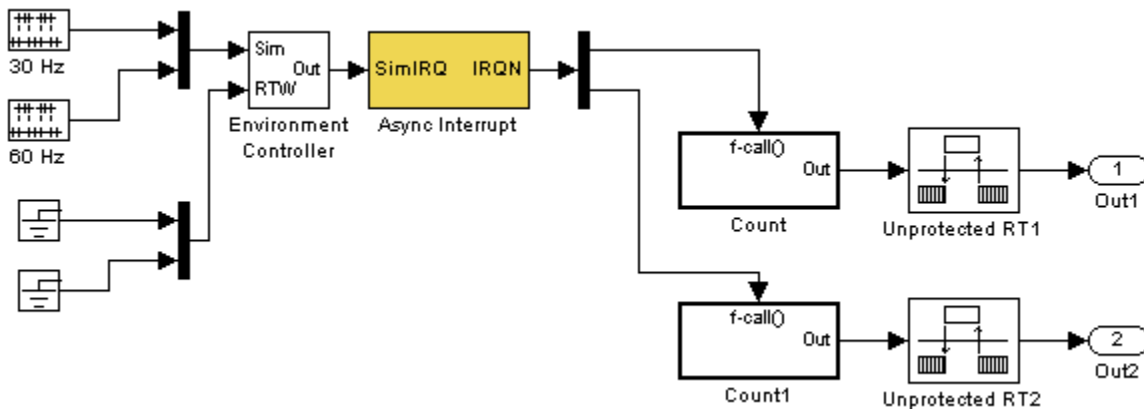 30 Hz
60 Hz
Sim
Out
RTW
Environment
Controller
SimIRQ IRQN
Async Interrupt
f-call()
Out
Count
Unprotected RT1
1
Out1
f-call()
Out
Count1
Unprotected RT2
2
Out2